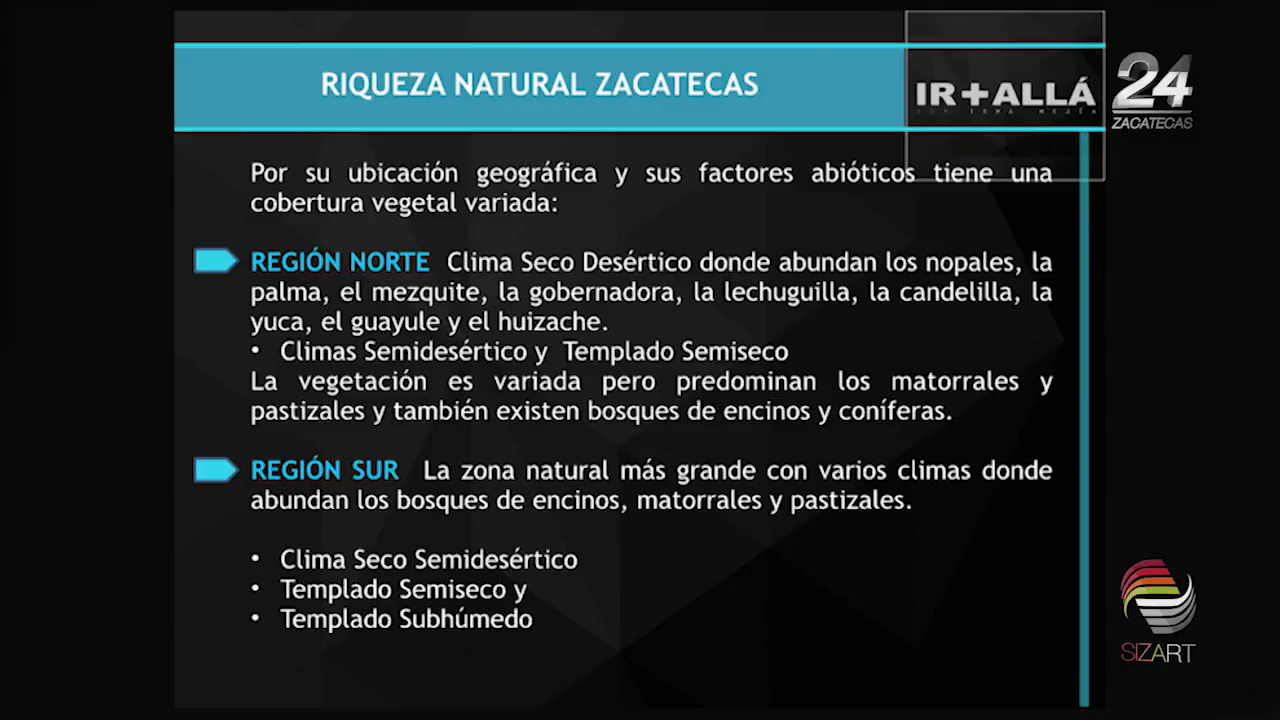 RIQUEZA NATURAL ZACATECAS
IR+ALLÁ
24
ZACATECAS
Por su ubicación geográfica y sus factores abióticos tiene una
cobertura vegetal variada:
REGIÓN NORTE Clima Seco Desértico donde abundan los nopales, la
palma, el mezquite, la gobernadora, la lechuguilla, la candelilla, la
yuca, el guayule y el huizache.
• Climas Semidesértico y Templado Semiseco
La vegetación es variada pero predominan los matorrales y
pastizales y también existen bosques de encinos y coníferas.
REGIÓN SUR La zona natural más grande con varios climas donde
abundan los bosques de encinos, matorrales y pastizales.
• Clima Seco Semidesértico
• Templado Semiseco y
• Templado Subhúmedo
SIZART